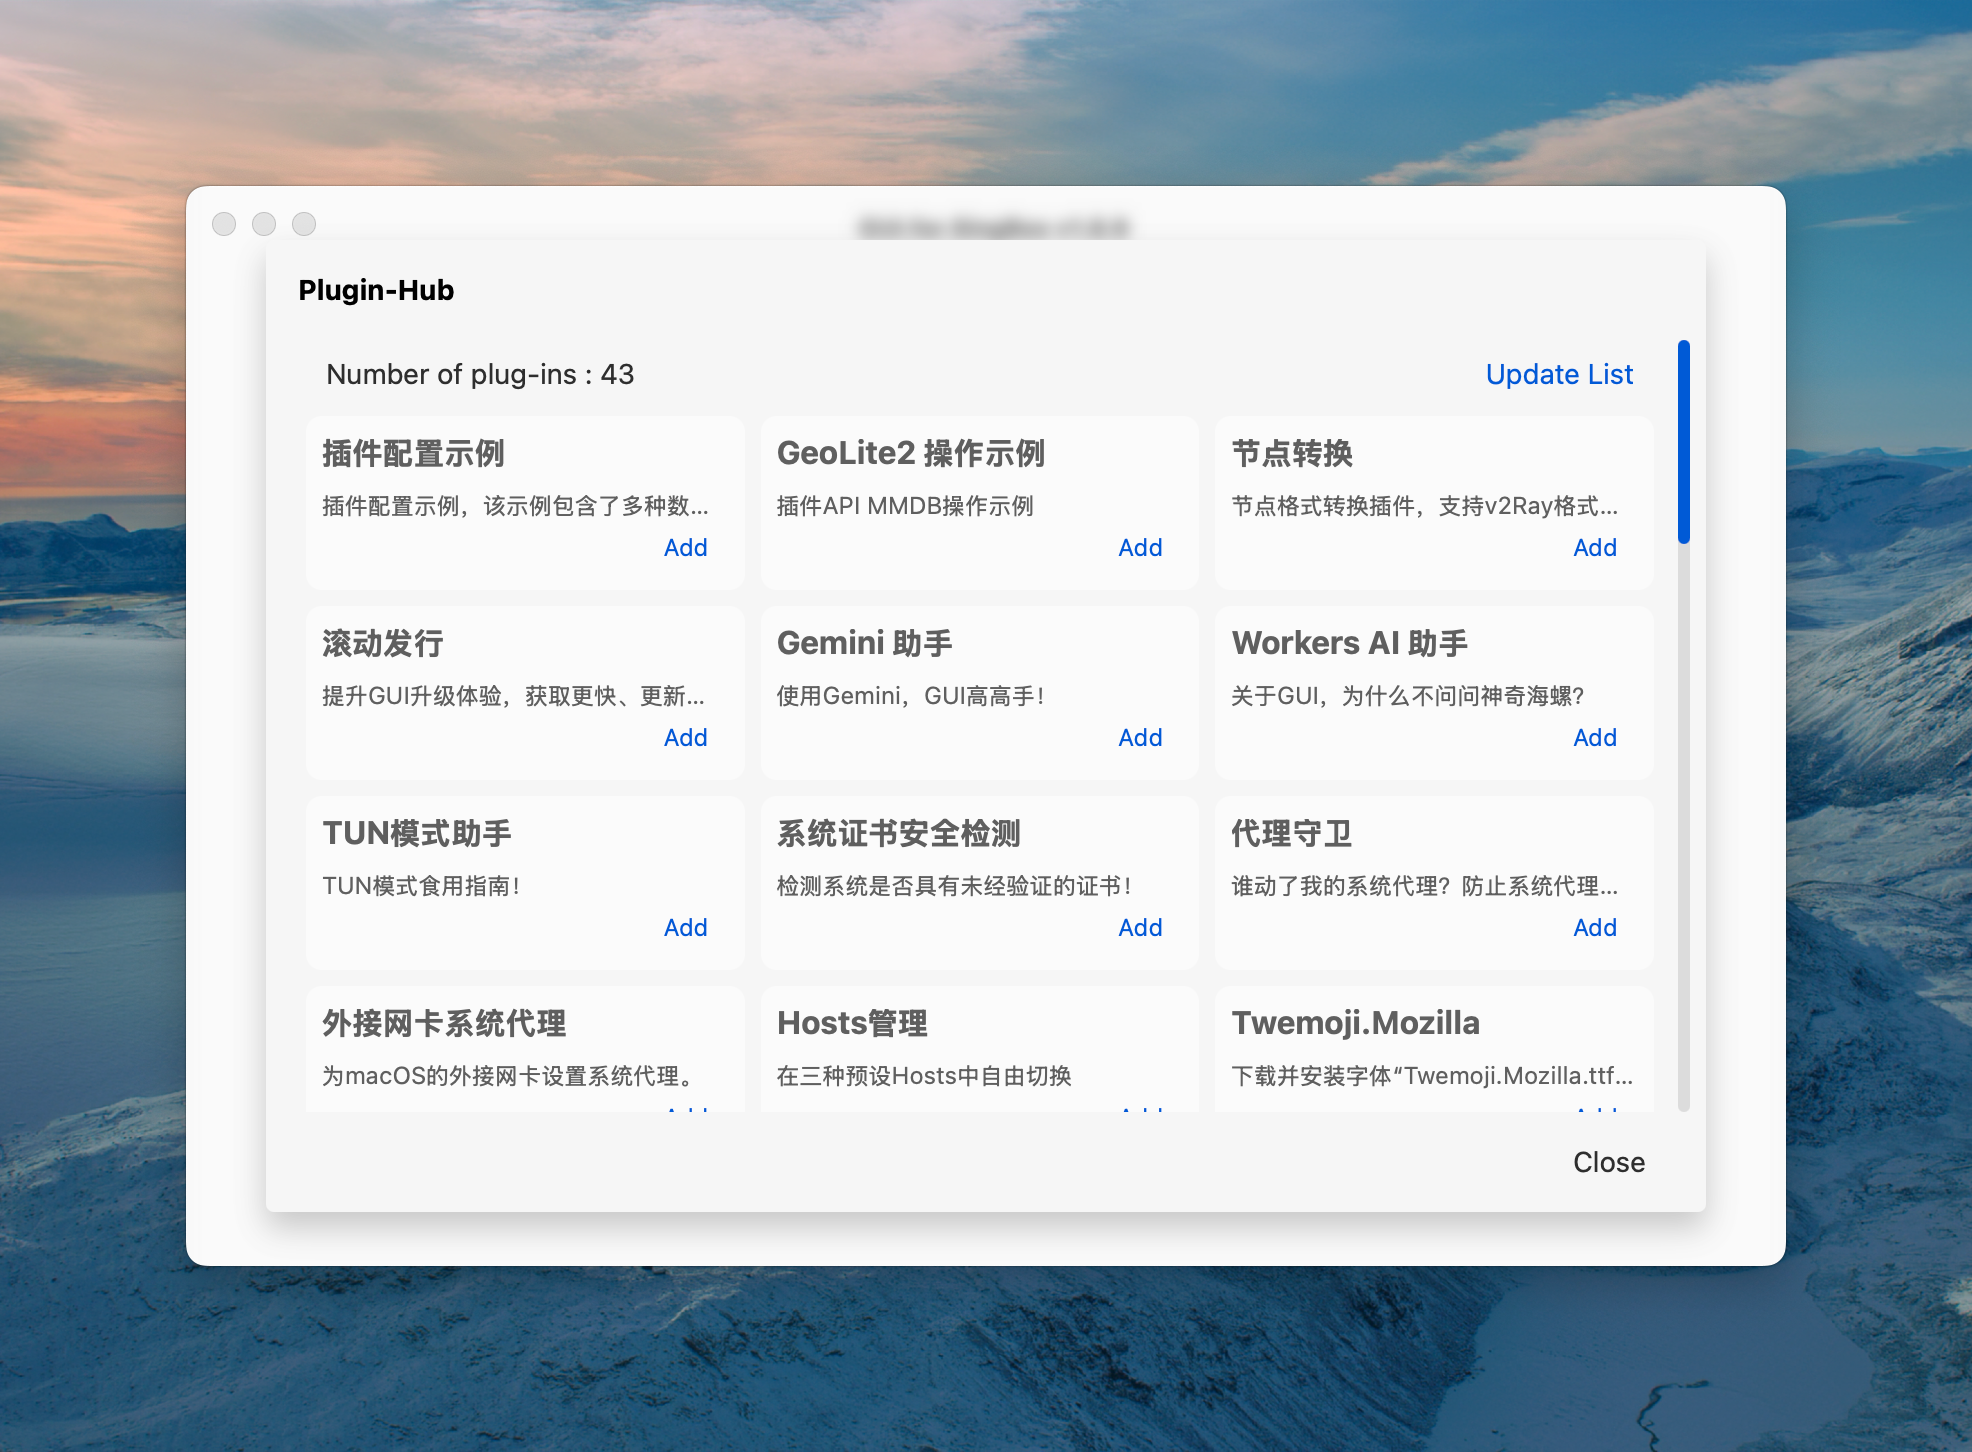 Plugin-Hub
Number of plug-ins : 43
Update List
插件配置示例
插件配置示例，该示例包含了多种数...
Add
GeoLite2 操作示例
插件API MMDB操作示例
Add
节点转换
节点格式转换插件，支持v2Ray格式...
Add
滚动发行
提升GUI升级体验，获取更快、更新...
Add
Gemini 助手
使用Gemini，GUI高高手！
Add
Workers AI 助手
关于GUI，为什么不问问神奇海螺？
Add
TUN模式助手
TUN模式食用指南！
Add
系统证书安全检测
检测系统是否具有未经验证的证书！
Add
代理守卫
谁动了我的系统代理？防止系统代理...
Add
外接网卡系统代理
为macOS的外接网卡设置系统代理。
Add
Hosts管理
在三种预设Hosts中自由切换
Add
Twemoji.Mozilla
下载并安装字体“Twemoji.Mozilla.ttf...
Add
Close